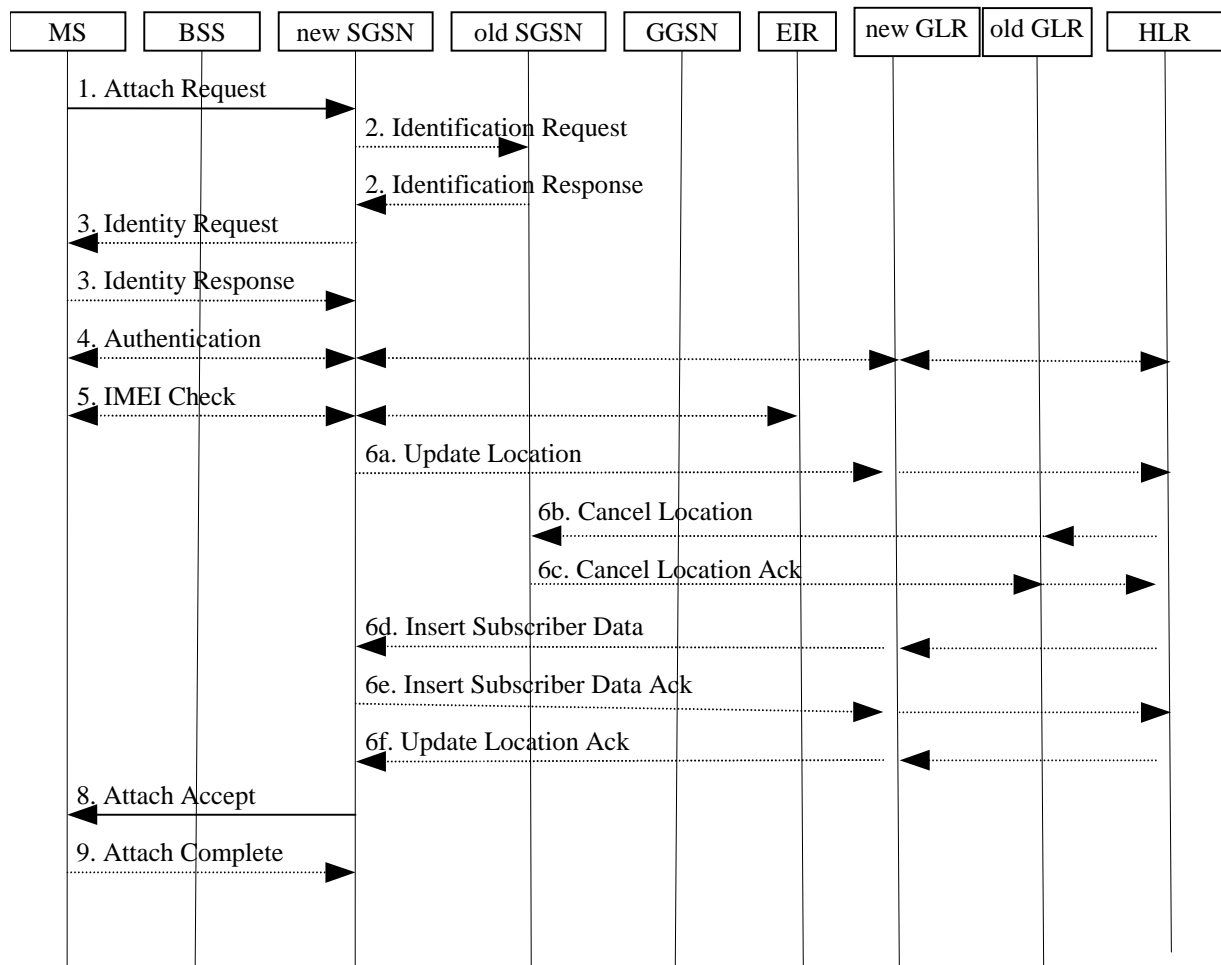 MS BSS new SGSN old SGSN GGSN EIR new GLR old GLR HLR
1. Attach Request
2. Identification Request
2. Identification Response
3. Identity Request
3. Identity Response
4. Authentication
5. IMEI Check
6a. Update Location
6b. Cancel Location
6c. Cancel Location Ack
6d. Insert Subscriber Data
6e. Insert Subscriber Data Ack
6f. Update Location Ack
8. Attach Accept
9. Attach Complete